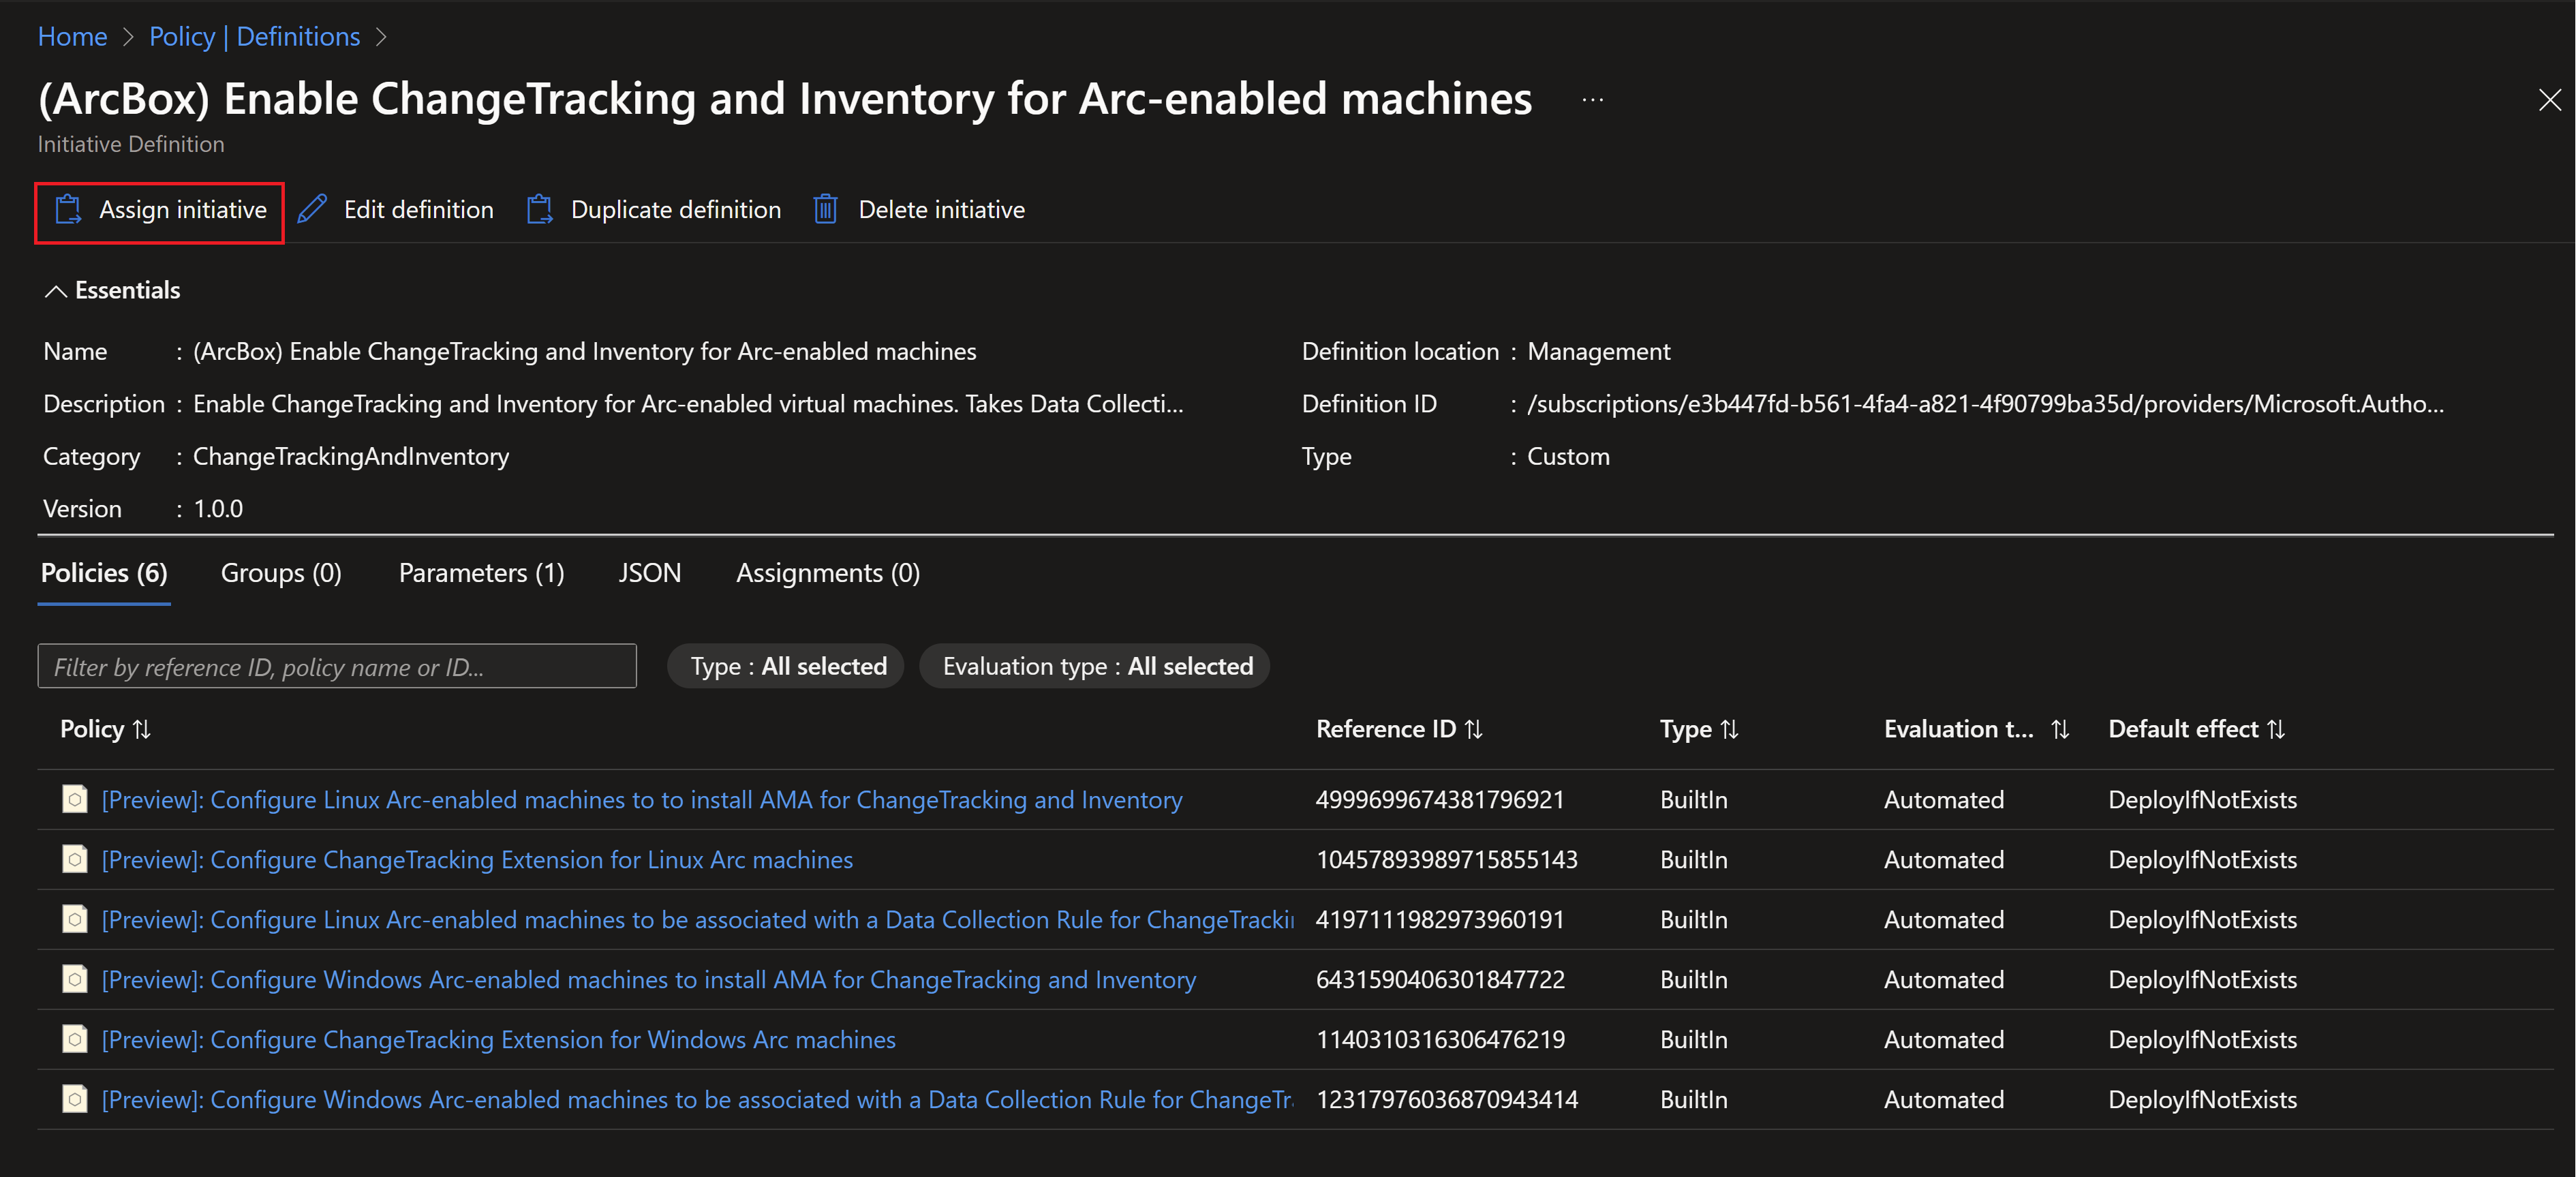 Home > Policy | Definitions >
(ArcBox) Enable ChangeTracking and Inventory for Arc-enabled machines ...
Initiative Definition
Assign initiative Edit definition Duplicate definition Delete initiative
Essentials
Name : (ArcBox) Enable ChangeTracking and Inventory for Arc-enabled machines Definition location : Management
Description : Enable ChangeTracking and Inventory for Arc-enabled virtual machines. Takes Data Collecti... Definition ID : /subscriptions/e3b447fd-b561-4fa4-a821-4f90799ba35d/providers/Microsoft.Autho...
Category : ChangeTrackingAndInventory Type : Custom
Version : 1.0.0
Policies (6) Groups (0) Parameters (1) JSON Assignments (0)
Filter by reference ID, policy name or ID... Type : All selected Evaluation type : All selected
Policy Reference ID Type Evaluation t... Default effect
[Preview]: Configure Linux Arc-enabled machines to to install AMA for ChangeTracking and Inventory 4999699674381796921 BuiltIn Automated DeployIfNotExists
[Preview]: Configure ChangeTracking Extension for Linux Arc machines 10457893989715855143 BuiltIn Automated DeployIfNotExists
[Preview]: Configure Linux Arc-enabled machines to be associated with a Data Collection Rule for ChangeTrackin 4197111982973960191 BuiltIn Automated DeployIfNotExists
[Preview]: Configure Windows Arc-enabled machines to install AMA for ChangeTracking and Inventory 6431590406301847722 BuiltIn Automated DeployIfNotExists
[Preview]: Configure ChangeTracking Extension for Windows Arc machines 1140310316306476219 BuiltIn Automated DeployIfNotExists
[Preview]: Configure Windows Arc-enabled machines to be associated with a Data Collection Rule for ChangeTr 12317976036870943414 BuiltIn Automated DeployIfNotExists